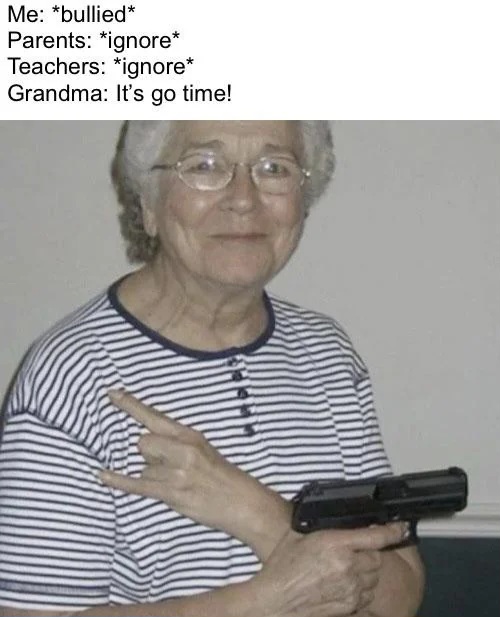 Me: *bullied*
Parents: *ignore*
Teachers: *ignore*
Grandma: It’s go time!